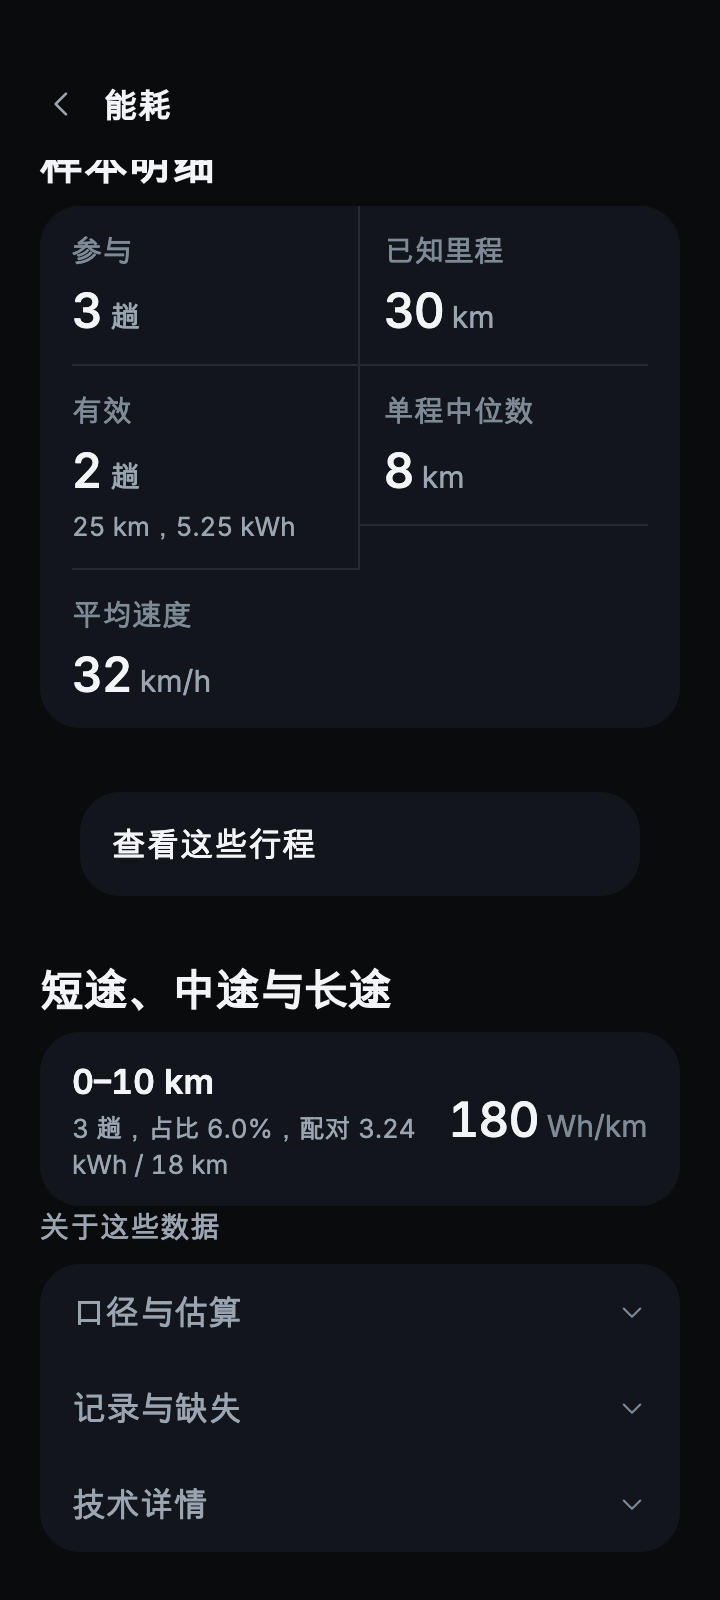 能耗
样本明细
参与
3 趟
已知里程
30 km
有效
2 趟
25 km，5.25 kWh
单程中位数
8 km
平均速度
32 km/h
查看这些行程
短途、中途与长途
0–10 km
3 趟，占比 6.0%，配对 3.24
kWh / 18 km
180 Wh/km
关于这些数据
口径与估算
记录与缺失
技术详情